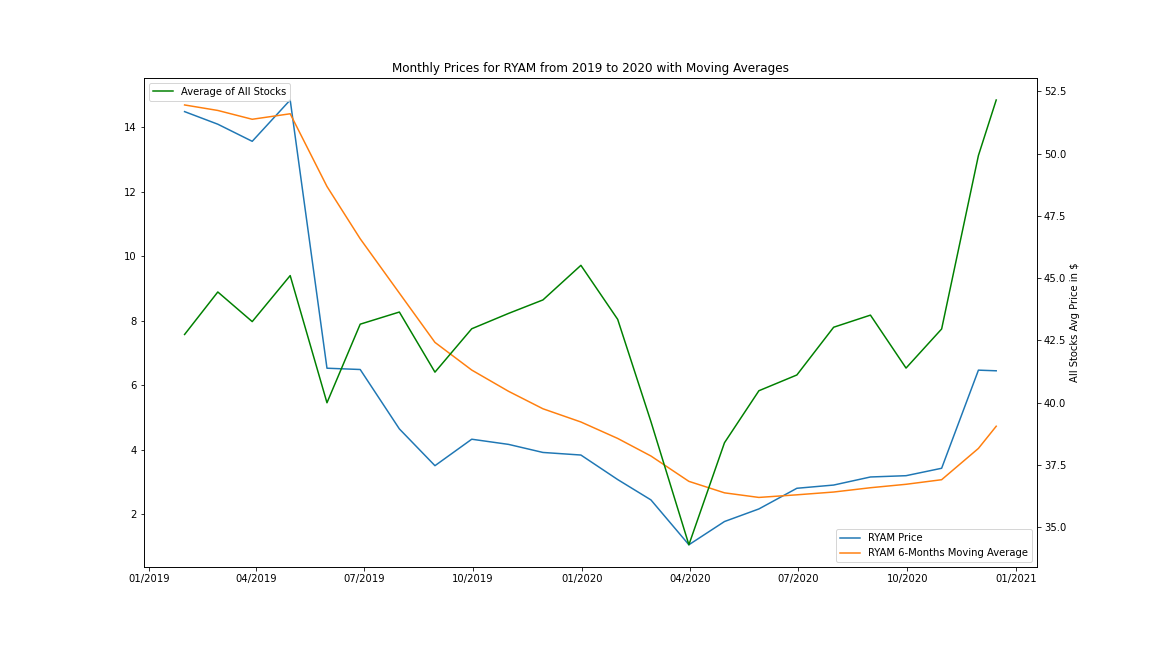 Monthly Prices for RYAM from 2019 to 2020 with Moving Averages
Average of All Stocks
14
12
10
8
6
4
2
52.5
50.0
47.5
45.0
42.5
40.0
37.5
35.0
All Stocks Avg Price in $
RYAM Price
RYAM 6-Months Moving Average
01/2019 04/2019 07/2019 10/2019 01/2020 04/2020 07/2020 10/2020 01/2021